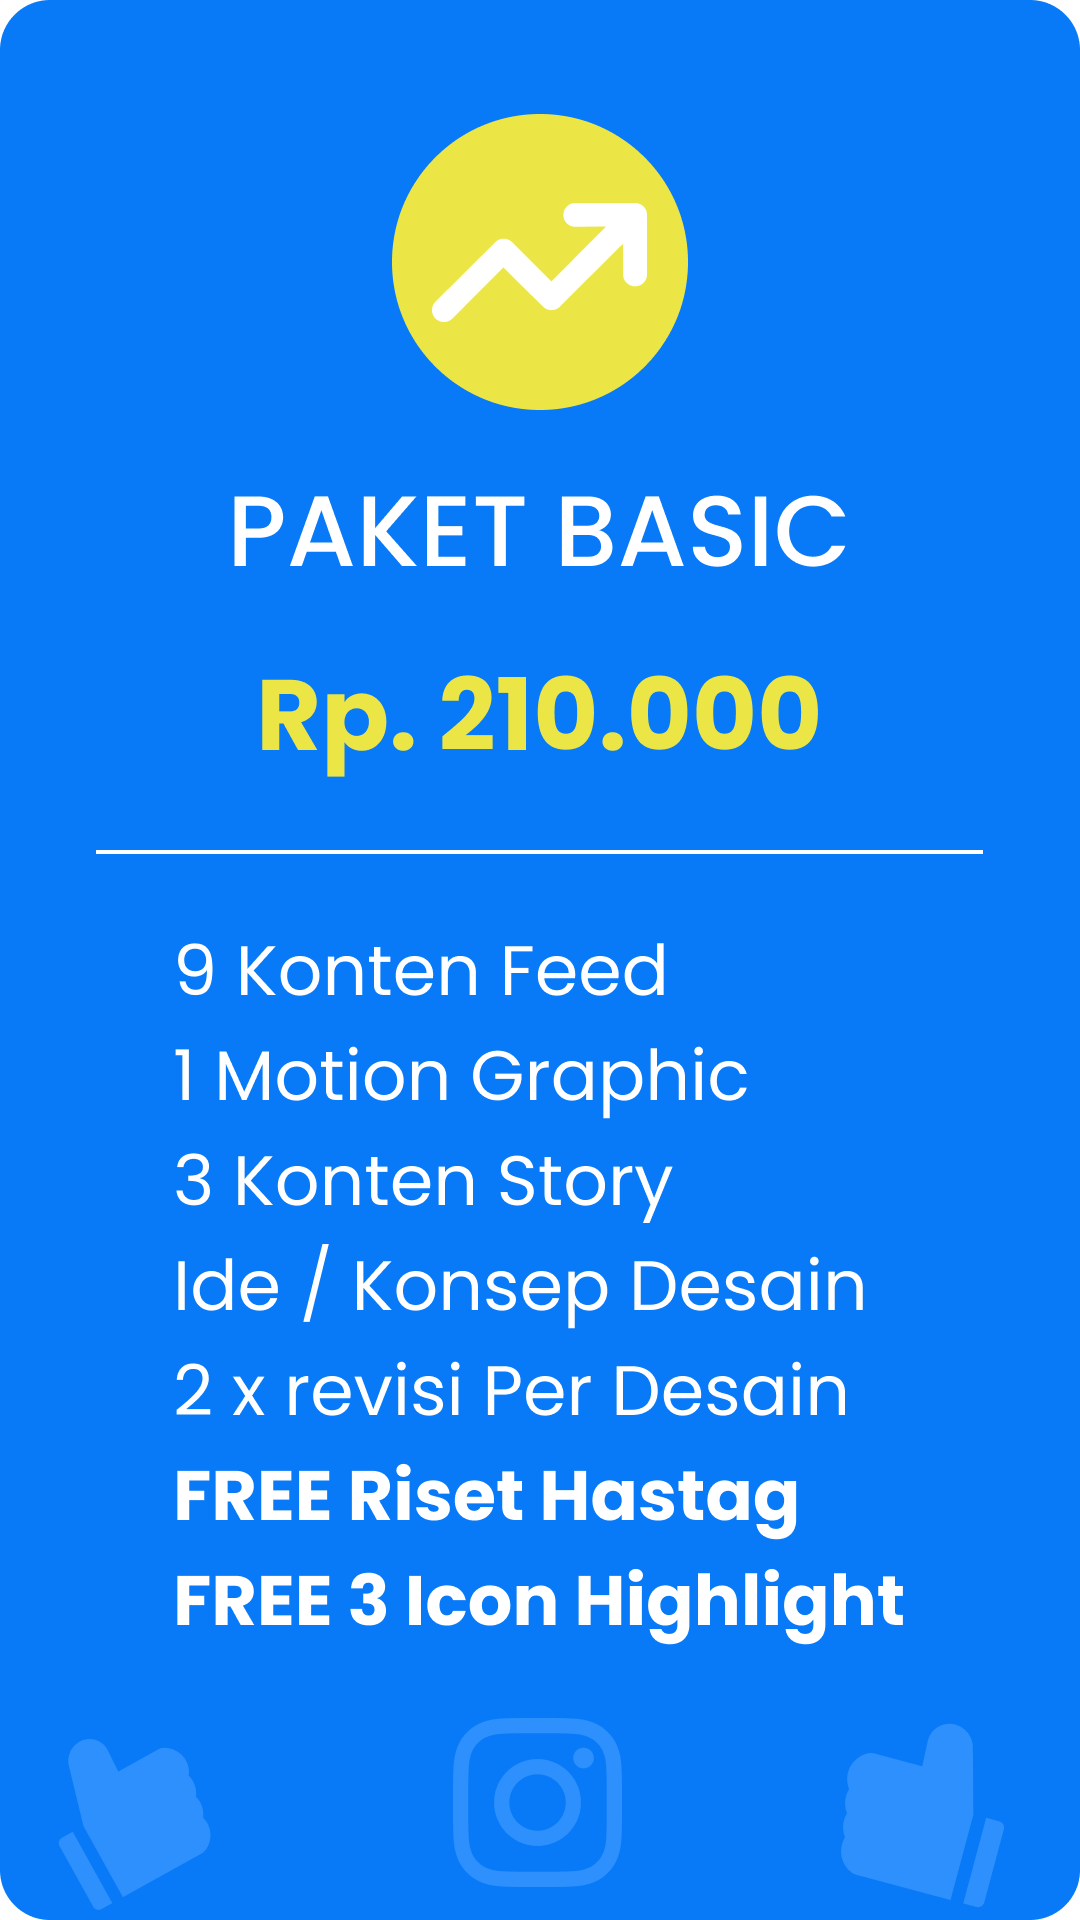 PAKET BASIC
Rp. 210.000
9 Konten Feed
1 Motion Graphic
3 Konten Story
Ide / Konsep Desain
2 x revisi Per Desain
FREE Riset Hastag
FREE 3 Icon Highlight